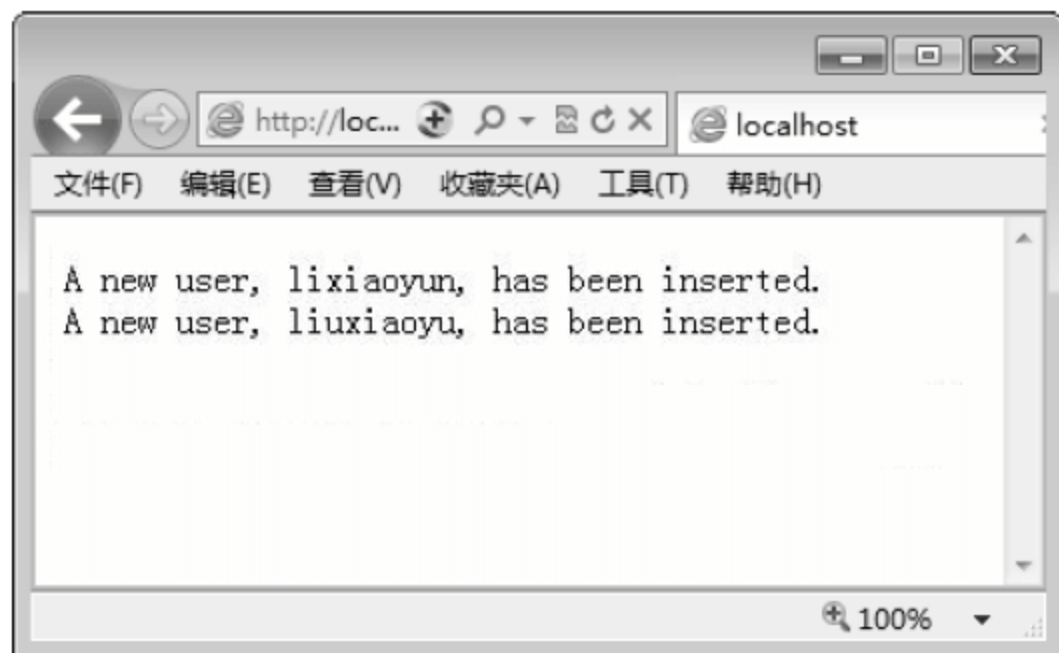 http://loc...
localhost
文件(F) 编辑(E) 查看(V) 收藏夹(A) 工具(T) 帮助(H)
A new user, lixiaoyun, has been inserted.
A new user, liuxiaoyu, has been inserted.
100%